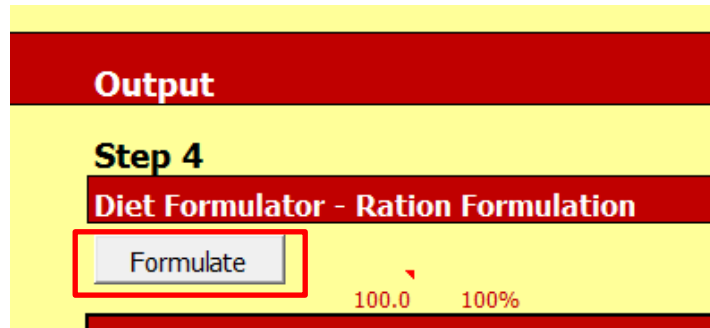 Output
Step 4
Diet Formulator - Ration Formulation
Formulate
100.0 100%